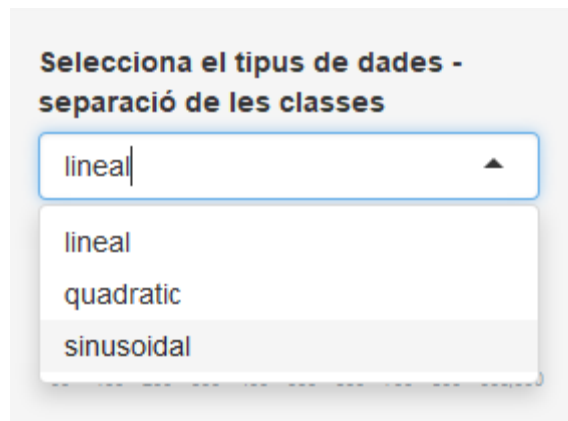 Selecciona el tipus de dades -
separació de les classes
lineal
lineal
quadratic
sinusoidal